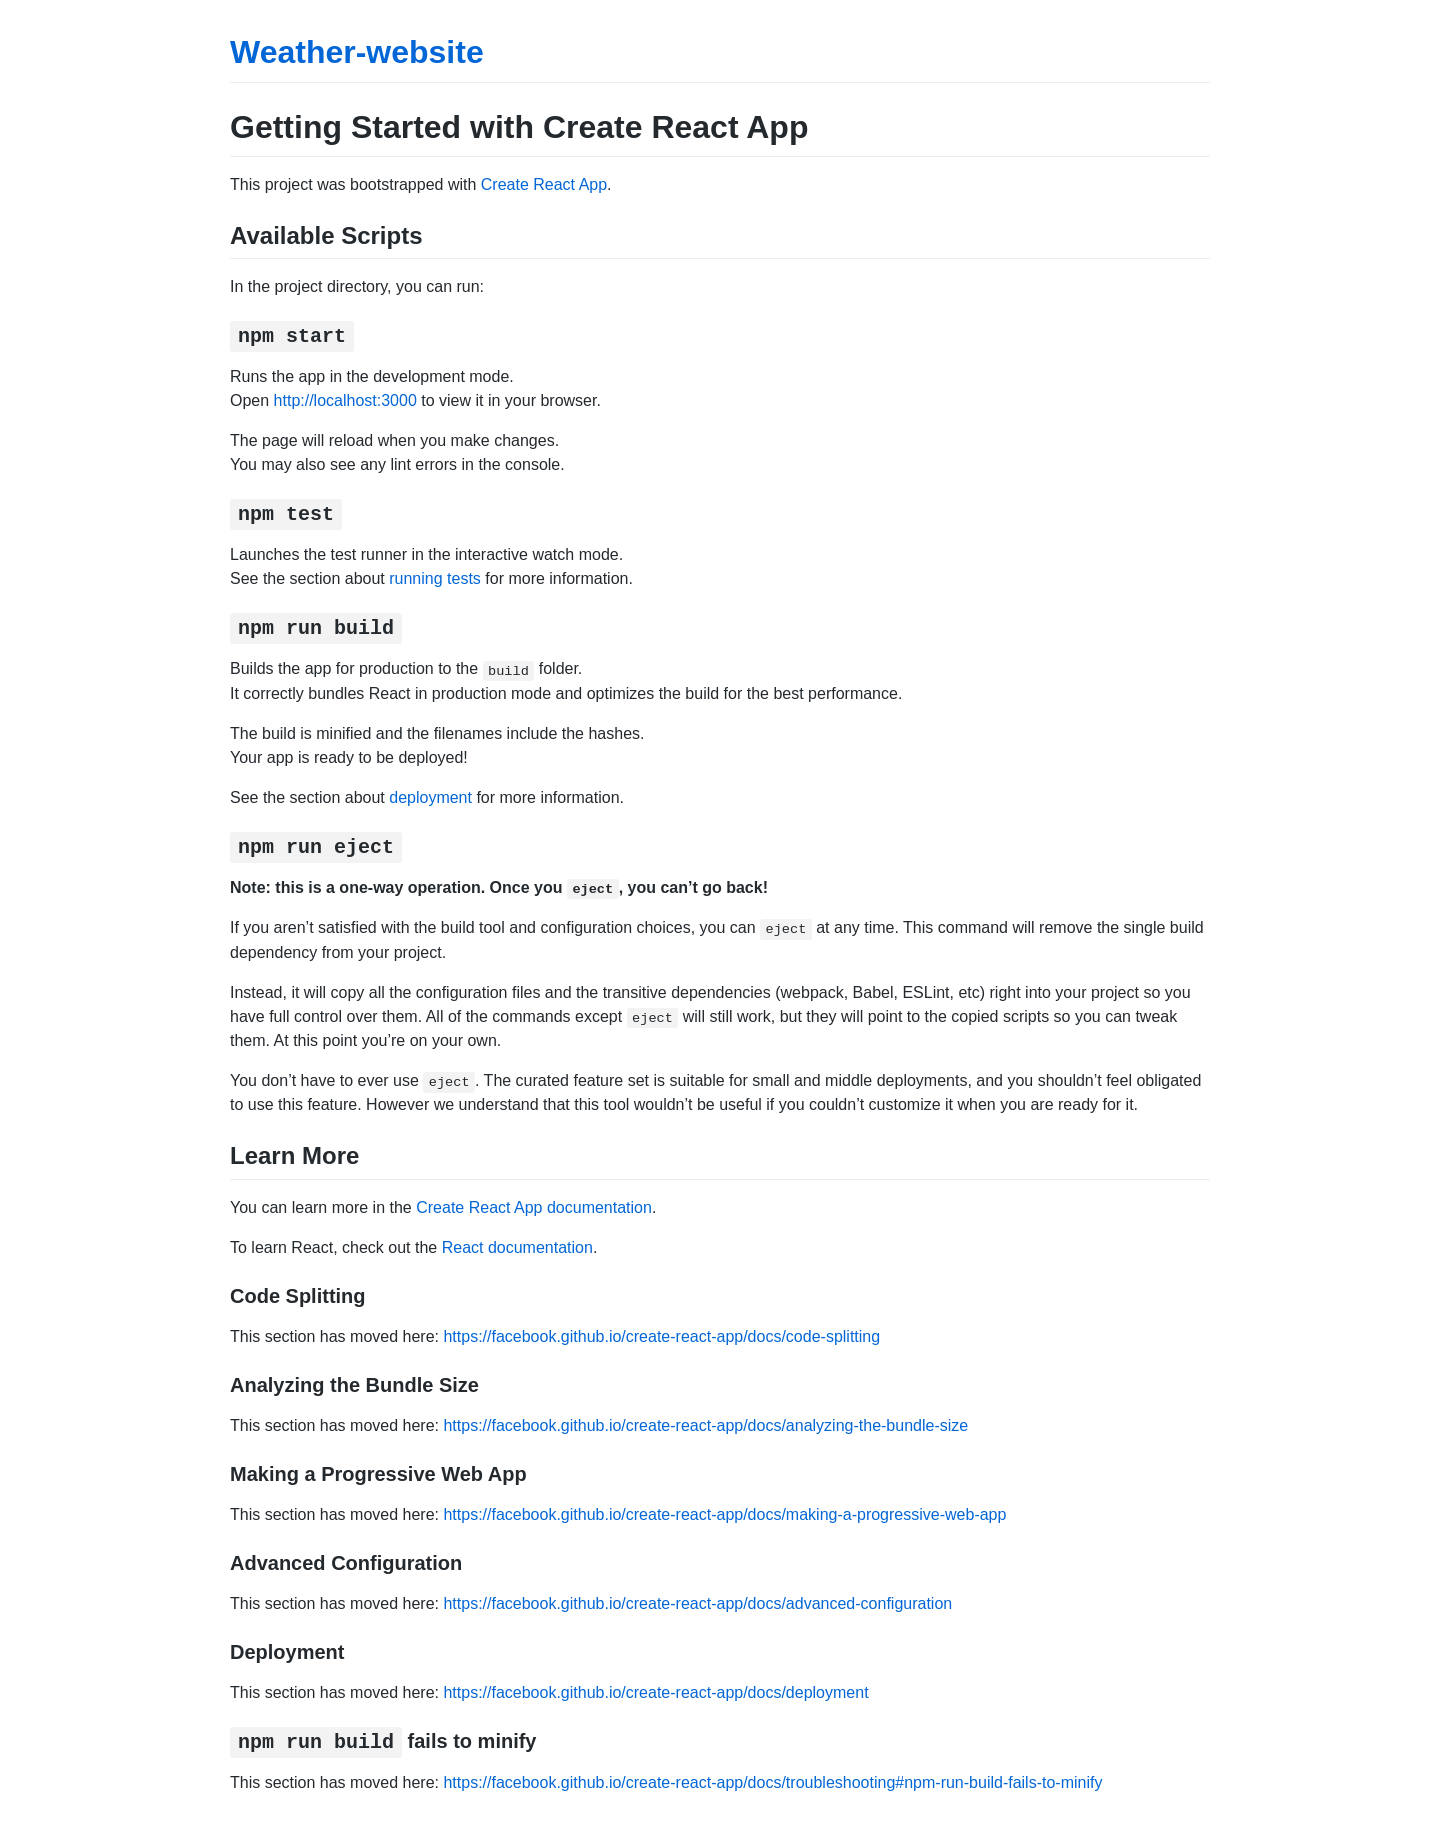 Weather-website
Getting Started with Create React App
This project was bootstrapped with Create React App.
Available Scripts
In the project directory, you can run:
npm start
Runs the app in the development mode.
Open http://localhost:3000 to view it in your browser.
The page will reload when you make changes.
You may also see any lint errors in the console.
npm test
Launches the test runner in the interactive watch mode.
See the section about running tests for more information.
npm run build
Builds the app for production to the build folder.
It correctly bundles React in production mode and optimizes the build for the best performance.
The build is minified and the filenames include the hashes.
Your app is ready to be deployed!
See the section about deployment for more information.
npm run eject
Note: this is a one-way operation. Once you eject, you can’t go back!
If you aren’t satisfied with the build tool and configuration choices, you can eject at any time. This command will remove the single build
dependency from your project.
Instead, it will copy all the configuration files and the transitive dependencies (webpack, Babel, ESLint, etc) right into your project so you
have full control over them. All of the commands except eject will still work, but they will point to the copied scripts so you can tweak
them. At this point you’re on your own.
You don’t have to ever use eject. The curated feature set is suitable for small and middle deployments, and you shouldn’t feel obligated
to use this feature. However we understand that this tool wouldn’t be useful if you couldn’t customize it when you are ready for it.
Learn More
You can learn more in the Create React App documentation.
To learn React, check out the React documentation.
Code Splitting
This section has moved here: https://facebook.github.io/create-react-app/docs/code-splitting
Analyzing the Bundle Size
This section has moved here: https://facebook.github.io/create-react-app/docs/analyzing-the-bundle-size
Making a Progressive Web App
This section has moved here: https://facebook.github.io/create-react-app/docs/making-a-progressive-web-app
Advanced Configuration
This section has moved here: https://facebook.github.io/create-react-app/docs/advanced-configuration
Deployment
This section has moved here: https://facebook.github.io/create-react-app/docs/deployment
npm run build fails to minify
This section has moved here: https://facebook.github.io/create-react-app/docs/troubleshooting#npm-run-build-fails-to-minify